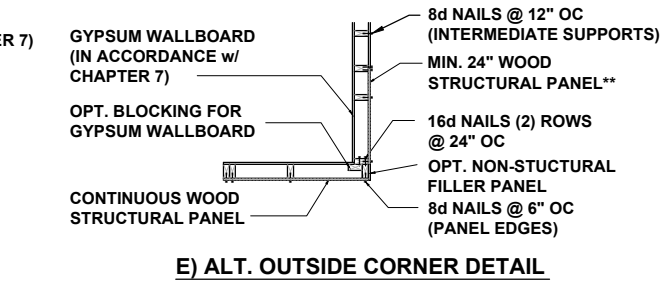 ER 7)
GYPSUM WALLBOARD
(IN ACCORDANCE w/
CHAPTER 7)
OPT. BLOCKING FOR
GYPSUM WALLBOARD
CONTINUOUS WOOD
STRUCTURAL PANEL
8d NAILS @ 12" OC
(INTERMEDIATE SUPPORTS)
MIN. 24" WOOD
STRUCTURAL PANEL**
16d NAILS (2) ROWS
@ 24" OC
OPT. NON-STUCTURAL
FILLER PANEL
8d NAILS @ 6" OC
(PANEL EDGES)
E) ALT. OUTSIDE CORNER DETAIL